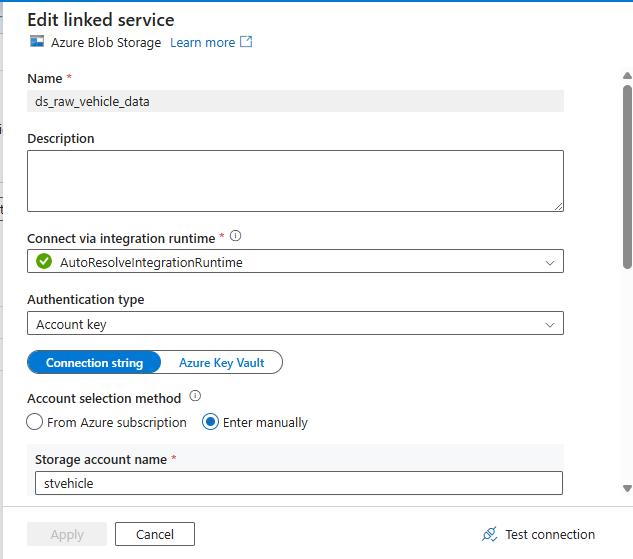 Edit linked service
Azure Blob Storage Learn more
Name *
ds_raw_vehicle_data
Description
Connect via integration runtime *
AutoResolveIntegrationRuntime
Authentication type
Account key
Connection string Azure Key Vault
Account selection method
From Azure subscription Enter manually
Storage account name *
stvehicle
Apply Cancel Test connection